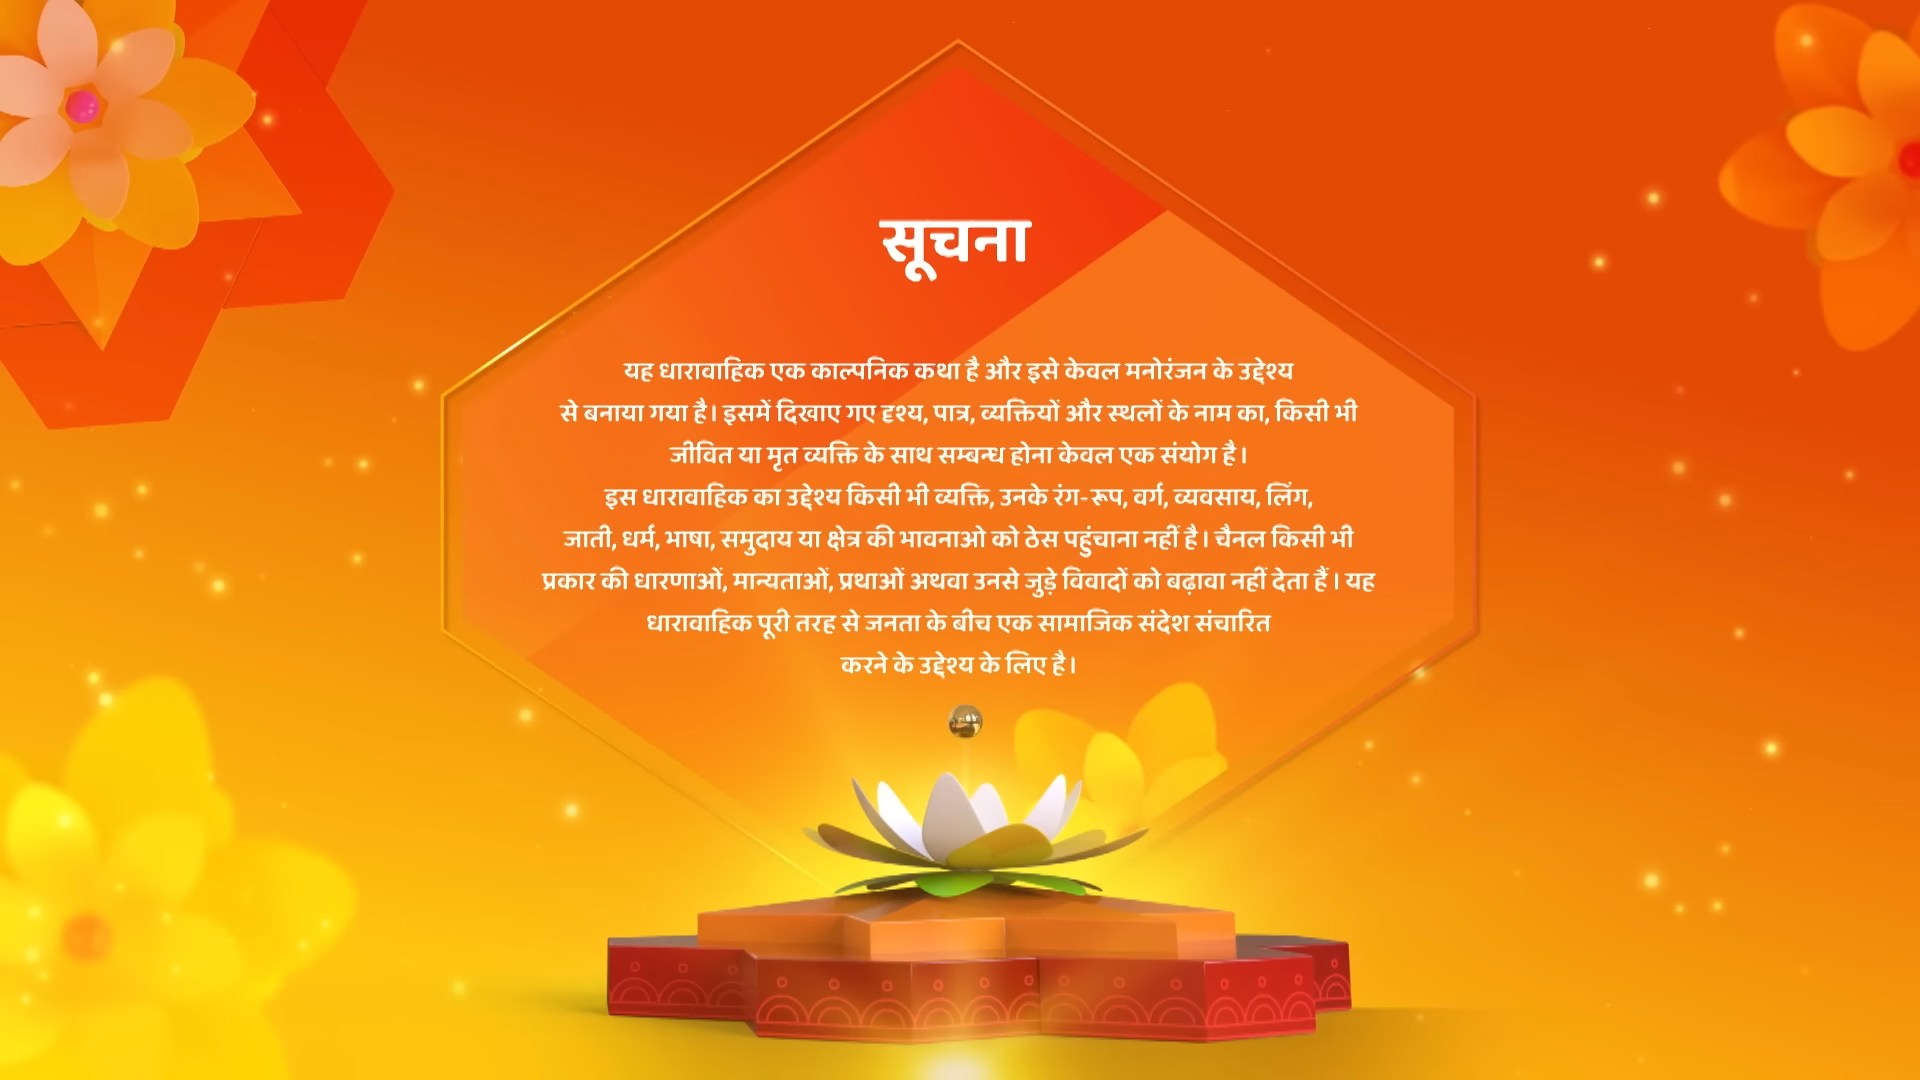 सूचना
यह धारावाहिक एक काल्पनिक कथा है और इसे केवल मनोरंजन के उद्देश्य
से बनाया गया है। इसमें दिखाए गए दृश्य, पात्र, व्यक्तियों और स्थलों के नाम का, किसी भी
जीवित या मृत व्यक्ति के साथ सम्बन्ध होना केवल एक संयोग है।
इस धारावाहिक का उद्देश्य किसी भी व्यक्ति, उनके रंग-रूप, वर्ग, व्यवसाय, लिंग,
जाती, धर्म, भाषा, समुदाय या क्षेत्र की भावनाओ को ठेस पहुंचाना नहीं है। चैनल किसी भी
प्रकार की धारणाओं, मान्यताओं, प्रथाओं अथवा उनसे जुड़े विवादों को बढ़ावा नहीं देता हैं। यह
धारावाहिक पूरी तरह से जनता के बीच एक सामाजिक संदेश संचारित
करने के उद्देश्य के लिए है।